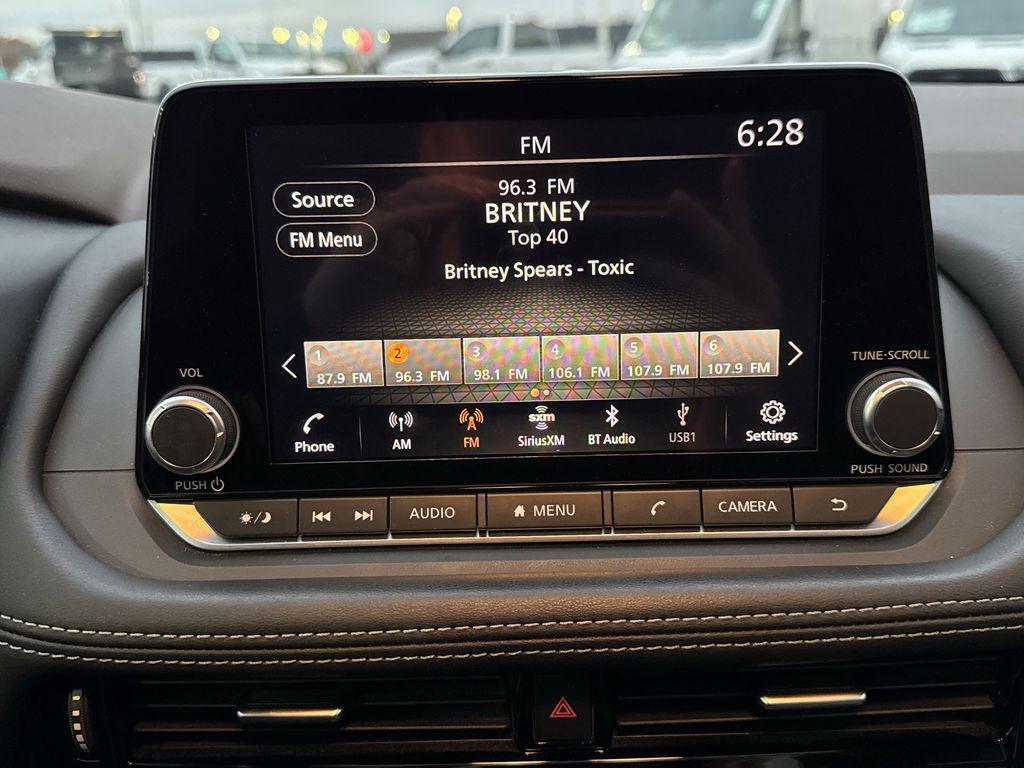 FM
6:28
Source
FM Menu
96.3 FM
BRITNEY
Top 40
Britney Spears - Toxic
1 2 3 4 5 6
87.9 FM 96.3 FM 98.1 FM 106.1 FM 107.9 FM 107.9 FM
VOL
TUNE·SCROLL
Phone AM FM sxm SiriusXM BT Audio USB1 Settings
PUSH
PUSH SOUND
AUDIO MENU CAMERA